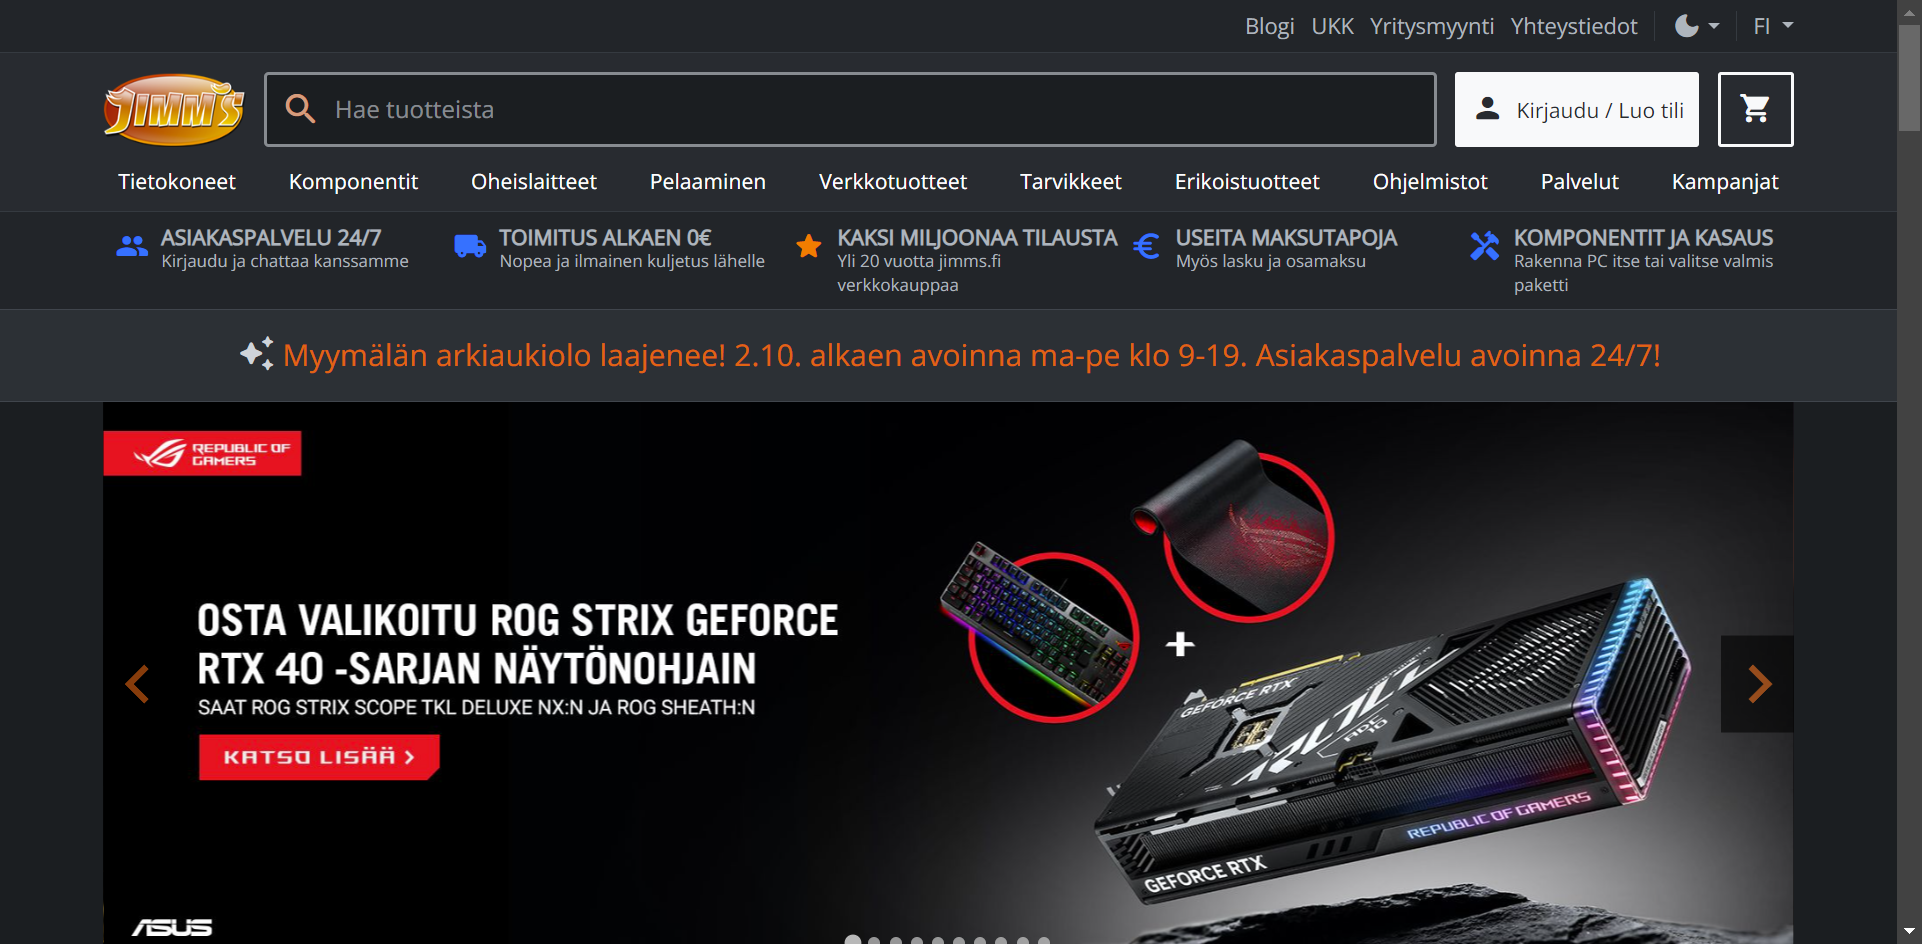 Blogi UKK Yritysmyynti Yhteystiedot FI
JIMM'S
Hae tuotteista
Kirjaudu / Luo tili
Tietokoneet Komponentit Oheislaitteet Pelaaminen Verkkotuotteet Tarvikkeet Erikoistuotteet Ohjelmistot Palvelut Kampanjat
ASIAKASPALVELU 24/7
Kirjaudu ja chattaa kanssamme
TOIMITUS ALKAEN 0€
Nopea ja ilmainen kuljetus lähelle
KAKSI MILJOONAA TILAUSTA
Yli 20 vuotta jimms.fi
verkkokauppaa
USEITA MAKSUTAPOJA
Myös lasku ja osamaksu
KOMPONENTIT JA KASAUS
Rakenna PC itse tai valitse valmis
paketti
Myymälän arkiaukiolo laajenee! 2.10. alkaen avoinna ma-pe klo 9-19. Asiakaspalvelu avoinna 24/7!
REPUBLIC OF
GAMERS
OSTA VALIKOITU ROG STRIX GEFORCE
RTX 40 -SARJAN NÄYTÖNOHJAIN
SAAT ROG STRIX SCOPE TKL DELUXE NX:N JA ROG SHEATH:N
KATSO LISÄÄ >
+
GEFORCE RTX
REPUBLIC OF GAMERS
GEFORCE RTX
ASUS